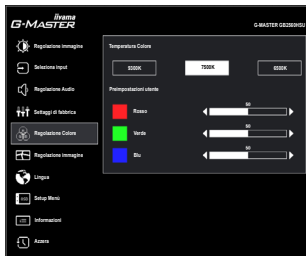 iiyama
G-MASTER
G-MASTER GB2560HSU
Regolazione Immagine
Temperatura Colore
9300K
7500K
6500K
Seleziona Input
Regolazione Audio
Preimpostazioni utente
Settaggi di fabbrica
Rosso
50
Regolazione Colore
Verde
50
Regolazione Immagine
Blu
50
Lingua
Setup Menù
Informazioni
Azzera